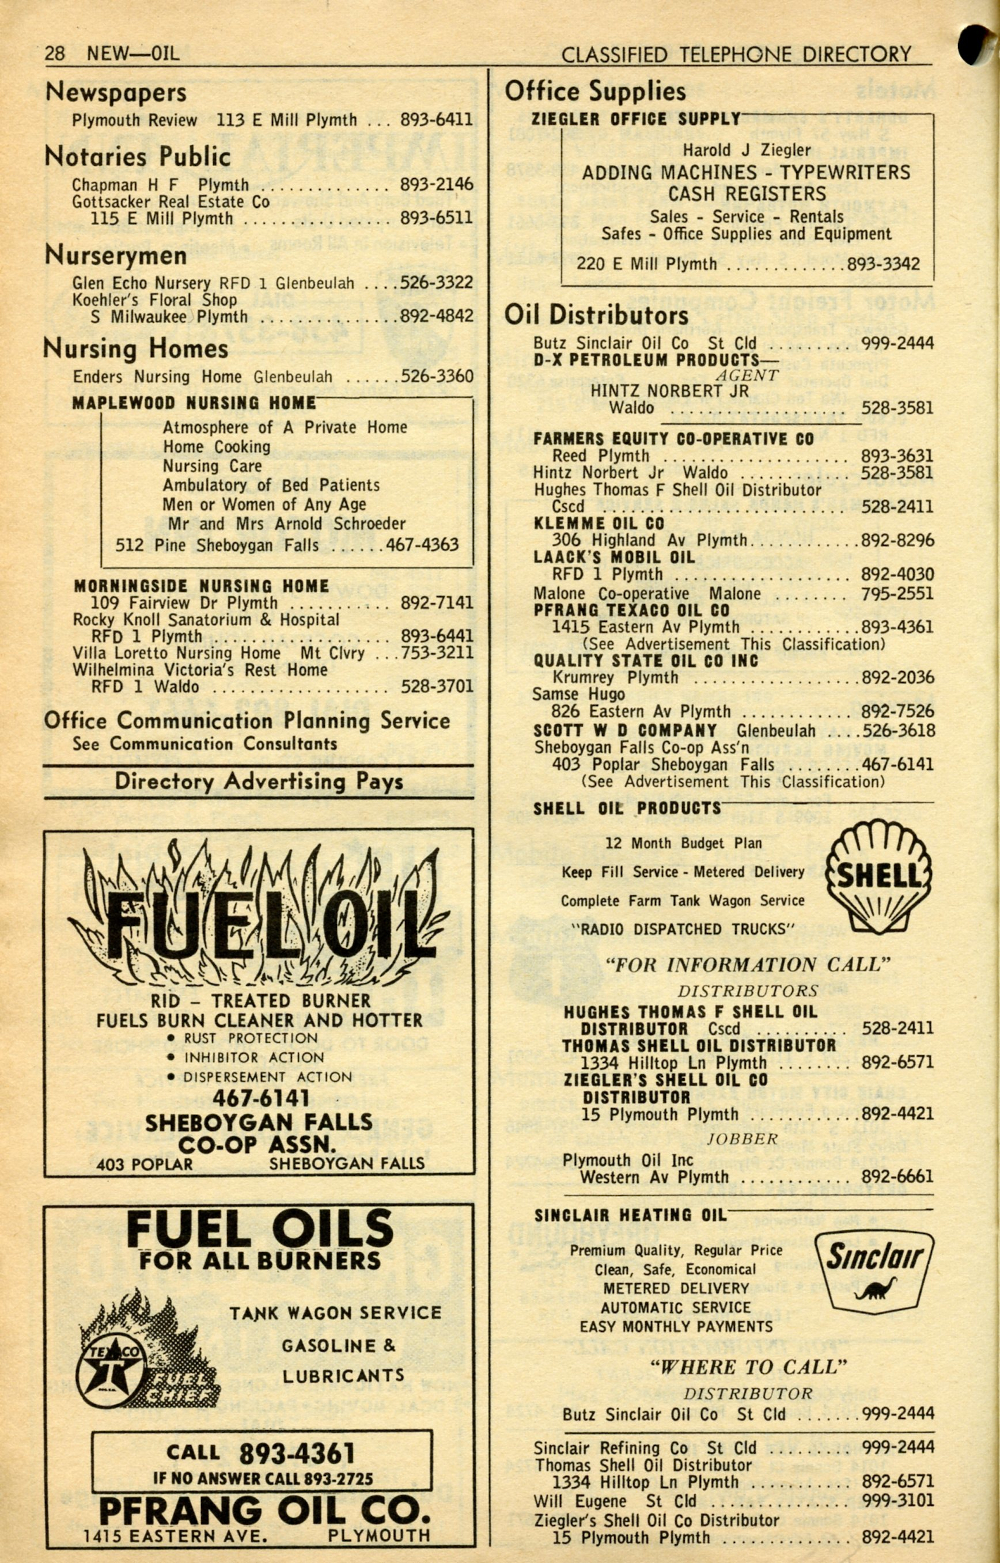 28 NEW—OIL
CLASSIFIED TELEPHONE DIRECTORY
Newspapers
Plymouth Review 113 E Mill Plymth ... 893-6411
Notaries Public
Chapman H F Plymth .............. 893-2146
Gottsacker Real Estate Co
115 E Mill Plymth ................ 893-6511
Nurserymen
Glen Echo Nursery RFD 1 Glenbeulah ....526-3322
Koehler's Floral Shop
S Milwaukee Plymth ...............892-4842
Nursing Homes
Enders Nursing Home Glenbeulah ......526-3360
MAPLEWOOD NURSING HOME
Atmosphere of A Private Home
Home Cooking
Nursing Care
Ambulatory of Bed Patients
Men or Women of Any Age
Mr and Mrs Arnold Schroeder
512 Pine Sheboygan Falls ......467-4363
MORNINGSIDE NURSING HOME
109 Fairview Dr Plymth ........... 892-7141
Rocky Knoll Sanatorium & Hospital
RFD 1 Plymth ................... 893-6441
Villa Loretto Nursing Home Mt Clvry ...753-3211
Wilhelmina Victoria's Rest Home
RFD 1 Waldo ................... 528-3701
Office Communication Planning Service
See Communication Consultants
Directory Advertising Pays
FUEL OIL
RID – TREATED BURNER
FUELS BURN CLEANER AND HOTTER
• RUST PROTECTION
• INHIBITOR ACTION
• DISPERSEMENT ACTION
467-6141
SHEBOYGAN FALLS
CO-OP ASSN.
403 POPLAR SHEBOYGAN FALLS
FUEL OILS
FOR ALL BURNERS
TANK WAGON SERVICE
GASOLINE &
LUBRICANTS
TEXACO
T
FUEL
CHIEF
CALL 893-4361
IF NO ANSWER CALL 893-2725
PFRANG OIL CO.
1415 EASTERN AVE. PLYMOUTH
Office Supplies
ZIEGLER OFFICE SUPPLY
Harold J Ziegler
ADDING MACHINES - TYPEWRITERS
CASH REGISTERS
Sales - Service - Rentals
Safes - Office Supplies and Equipment
220 E Mill Plymth .............893-3342
Oil Distributors
Butz Sinclair Oil Co St Cld ......... 999-2444
D-X PETROLEUM PRODUCTS—
AGENT
HINTZ NORBERT JR
Waldo ................... 528-3581
FARMERS EQUITY CO-OPERATIVE CO
Reed Plymth .................... 893-3631
Hintz Norbert Jr Waldo ............ 528-3581
Hughes Thomas F Shell Oil Distributor
Cscd .......................... 528-2411
KLEMME OIL CO
306 Highland Av Plymth............892-8296
LAACK'S MOBIL OIL
RFD 1 Plymth ................... 892-4030
Malone Co-operative Malone ........ 795-2551
PFRANG TEXACO OIL CO
1415 Eastern Av Plymth ............893-4361
(See Advertisement This Classification)
QUALITY STATE OIL CO INC
Krumrey Plymth ..................892-2036
Samse Hugo
826 Eastern Av Plymth ............ 892-7526
SCOTT W D COMPANY Glenbeulah ....526-3618
Sheboygan Falls Co-op Ass'n
403 Poplar Sheboygan Falls .........467-6141
(See Advertisement This Classification)
SHELL OIL PRODUCTS
12 Month Budget Plan
Keep Fill Service - Metered Delivery
Complete Farm Tank Wagon Service
"RADIO DISPATCHED TRUCKS"
SHELL
"FOR INFORMATION CALL"
DISTRIBUTORS
HUGHES THOMAS F SHELL OIL
DISTRIBUTOR Cscd .......... 528-2411
THOMAS SHELL OIL DISTRIBUTOR
1334 Hilltop Ln Plymth ........ 892-6571
ZIEGLER'S SHELL OIL CO
DISTRIBUTOR
15 Plymouth Plymth ............892-4421
JOBBER
Plymouth Oil Inc
Western Av Plymth ............ 892-6661
SINCLAIR HEATING OIL
Premium Quality, Regular Price
Clean, Safe, Economical
METERED DELIVERY
AUTOMATIC SERVICE
EASY MONTHLY PAYMENTS
Sinclair
"WHERE TO CALL"
DISTRIBUTOR
Butz Sinclair Oil Co St Cld .......999-2444
Sinclair Refining Co St Cld ......... 999-2444
Thomas Shell Oil Distributor
1334 Hilltop Ln Plymth ........... 892-6571
Will Eugene St Cld ............... 999-3101
Ziegler's Shell Oil Co Distributor
15 Plymouth Plymth .............. 892-4421